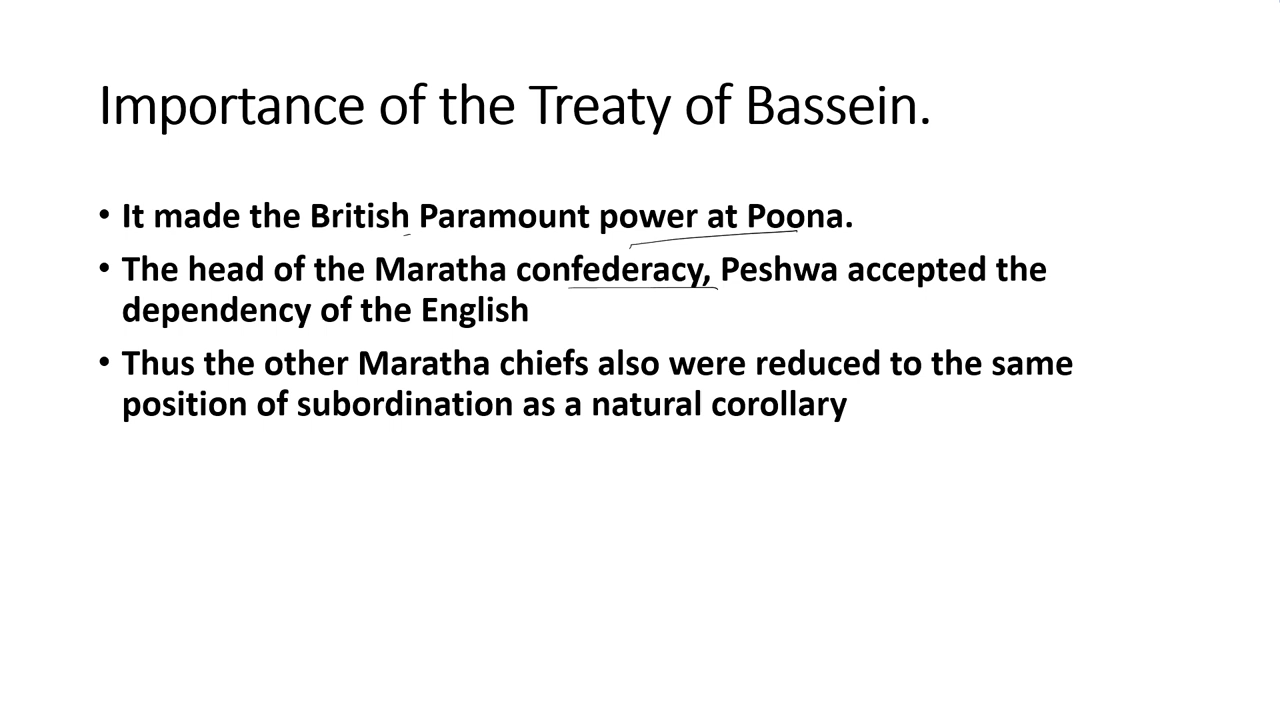 Importance of the Treaty of Bassein.
• It made the British Paramount power at Poona.
• The head of the Maratha confederacy, Peshwa accepted the
dependency of the English
• Thus the other Maratha chiefs also were reduced to the same
position of subordination as a natural corollary